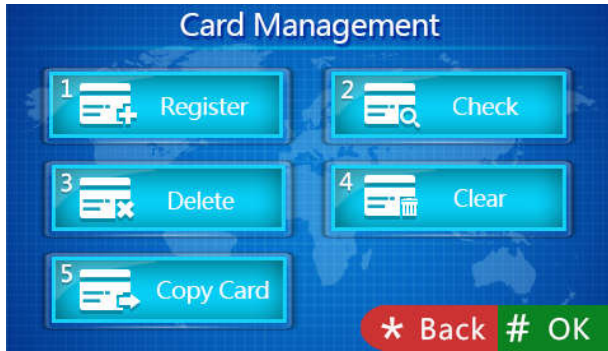 Card Management
1 Register
2 Check
3 Delete
4 Clear
5 Copy Card
* Back # OK